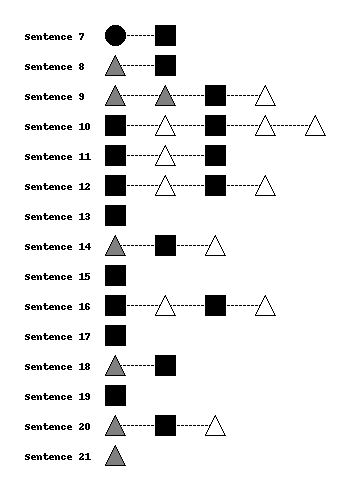 Sentence 7
Sentence 8
Sentence 9
Sentence 10
Sentence 11
Sentence 12
Sentence 13
Sentence 14
Sentence 15
Sentence 16
Sentence 17
Sentence 18
Sentence 19
Sentence 20
Sentence 21